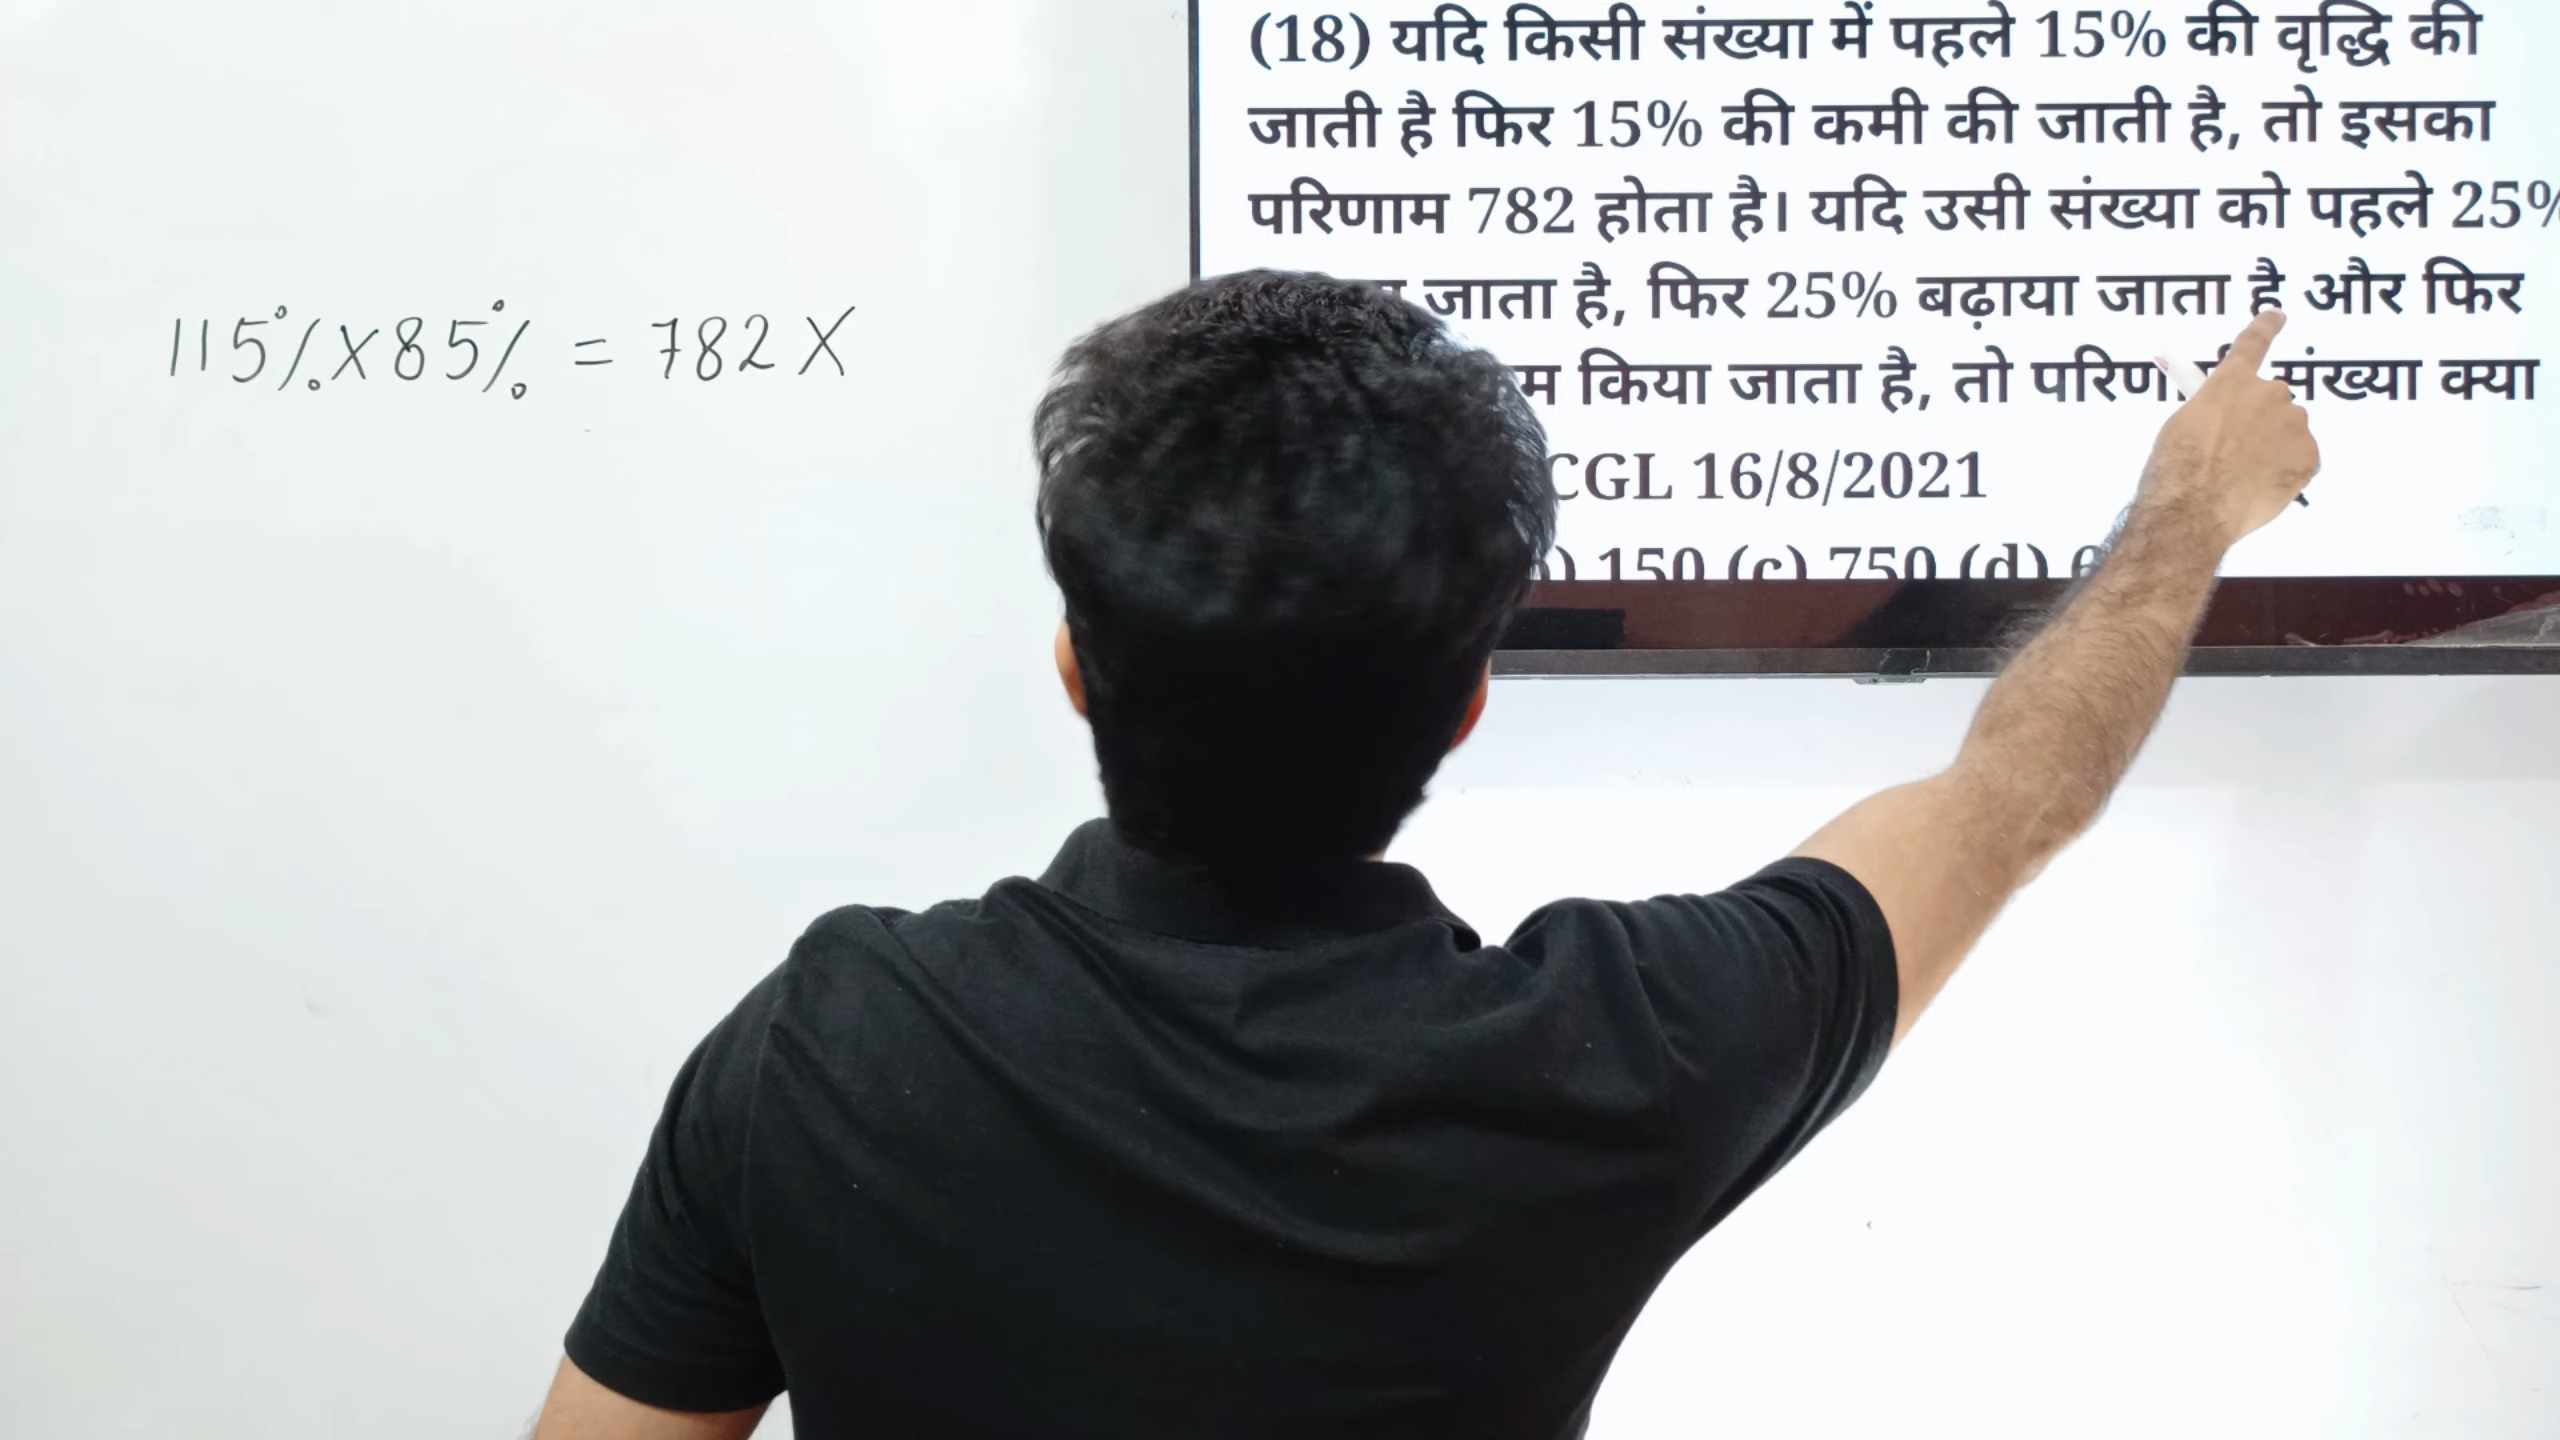 115%×85% = 782 X
(18) यदि किसी संख्या में पहले 15% की वृद्धि की
जाती है फिर 15% की कमी की जाती है, तो इसका
परिणाम 782 होता है। यदि उसी संख्या को पहले 25%
जाता है, फिर 25% बढ़ाया जाता है और फिर
किया जाता है, तो संख्या क्या
CGL 16/8/2021
) 150 (c) 750 (d)